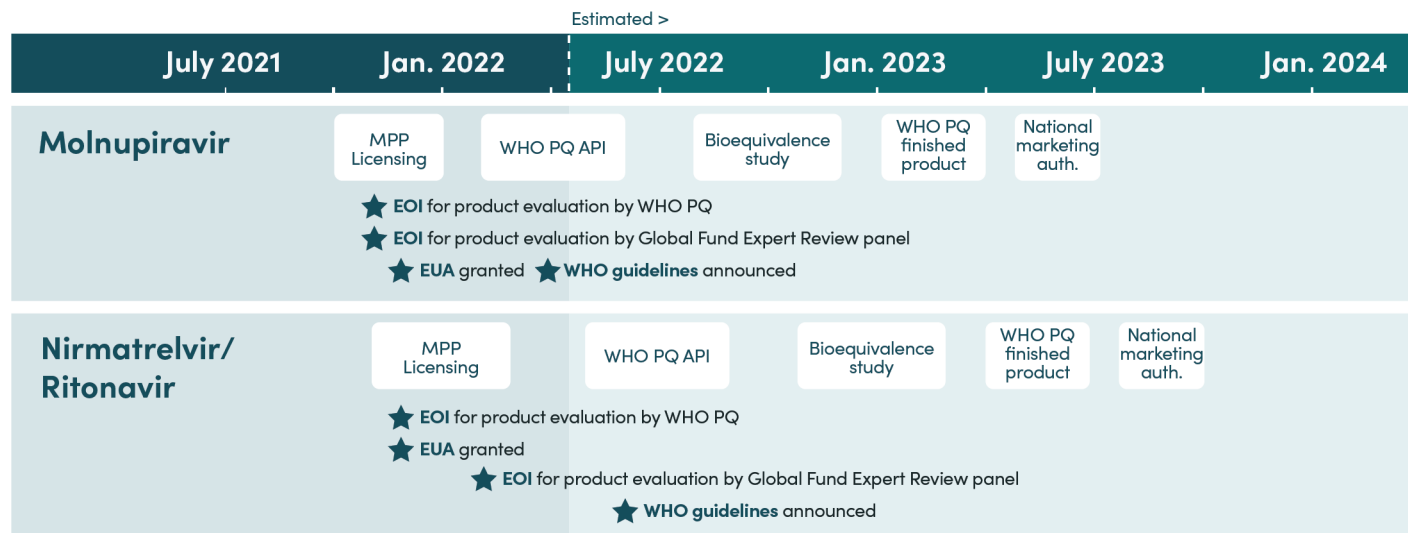 Estimated >
July 2021
Jan. 2022
July 2022
Jan. 2023
July 2023
Jan. 2024
Molnupiravir
MPP
Licensing
WHO PQ API
Bioequivalence
study
WHO PQ
finished
product
National
marketing
auth.
EOI for product evaluation by WHO PQ
EOI for product evaluation by Global Fund Expert Review panel
EUA granted
WHO guidelines announced
Nirmatrelvir/
Ritonavir
MPP
Licensing
WHO PQ API
Bioequivalence
study
WHO PQ
finished
product
National
marketing
auth.
EOI for product evaluation by WHO PQ
EUA granted
EOI for product evaluation by Global Fund Expert Review panel
WHO guidelines announced